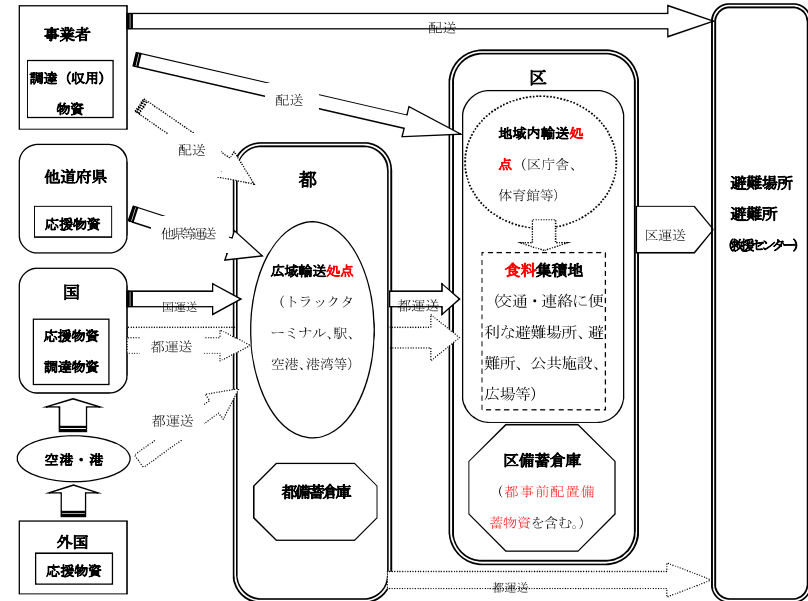 事業者
調達（収用）
物資
他道府県
応援物資
国
応援物資
調達物資
空港・港
外国
応援物資
配送
配送
配送
他県等運送
国運送
都運送
都運送
都
広域輸送処点
（トラックタ
ーミナル、駅、
空港、港湾等）
都備蓄倉庫
都運送
区
地域内輸送処
点（区庁舎、
体育館等）
食料集積地
（交通・連絡に便
利な避難場所、避
難所、公共施設、
広場等）
区備蓄倉庫
（都事前配置備
蓄物資を含む。）
区運送
都運送
避難場所
避難所
（救援センター）